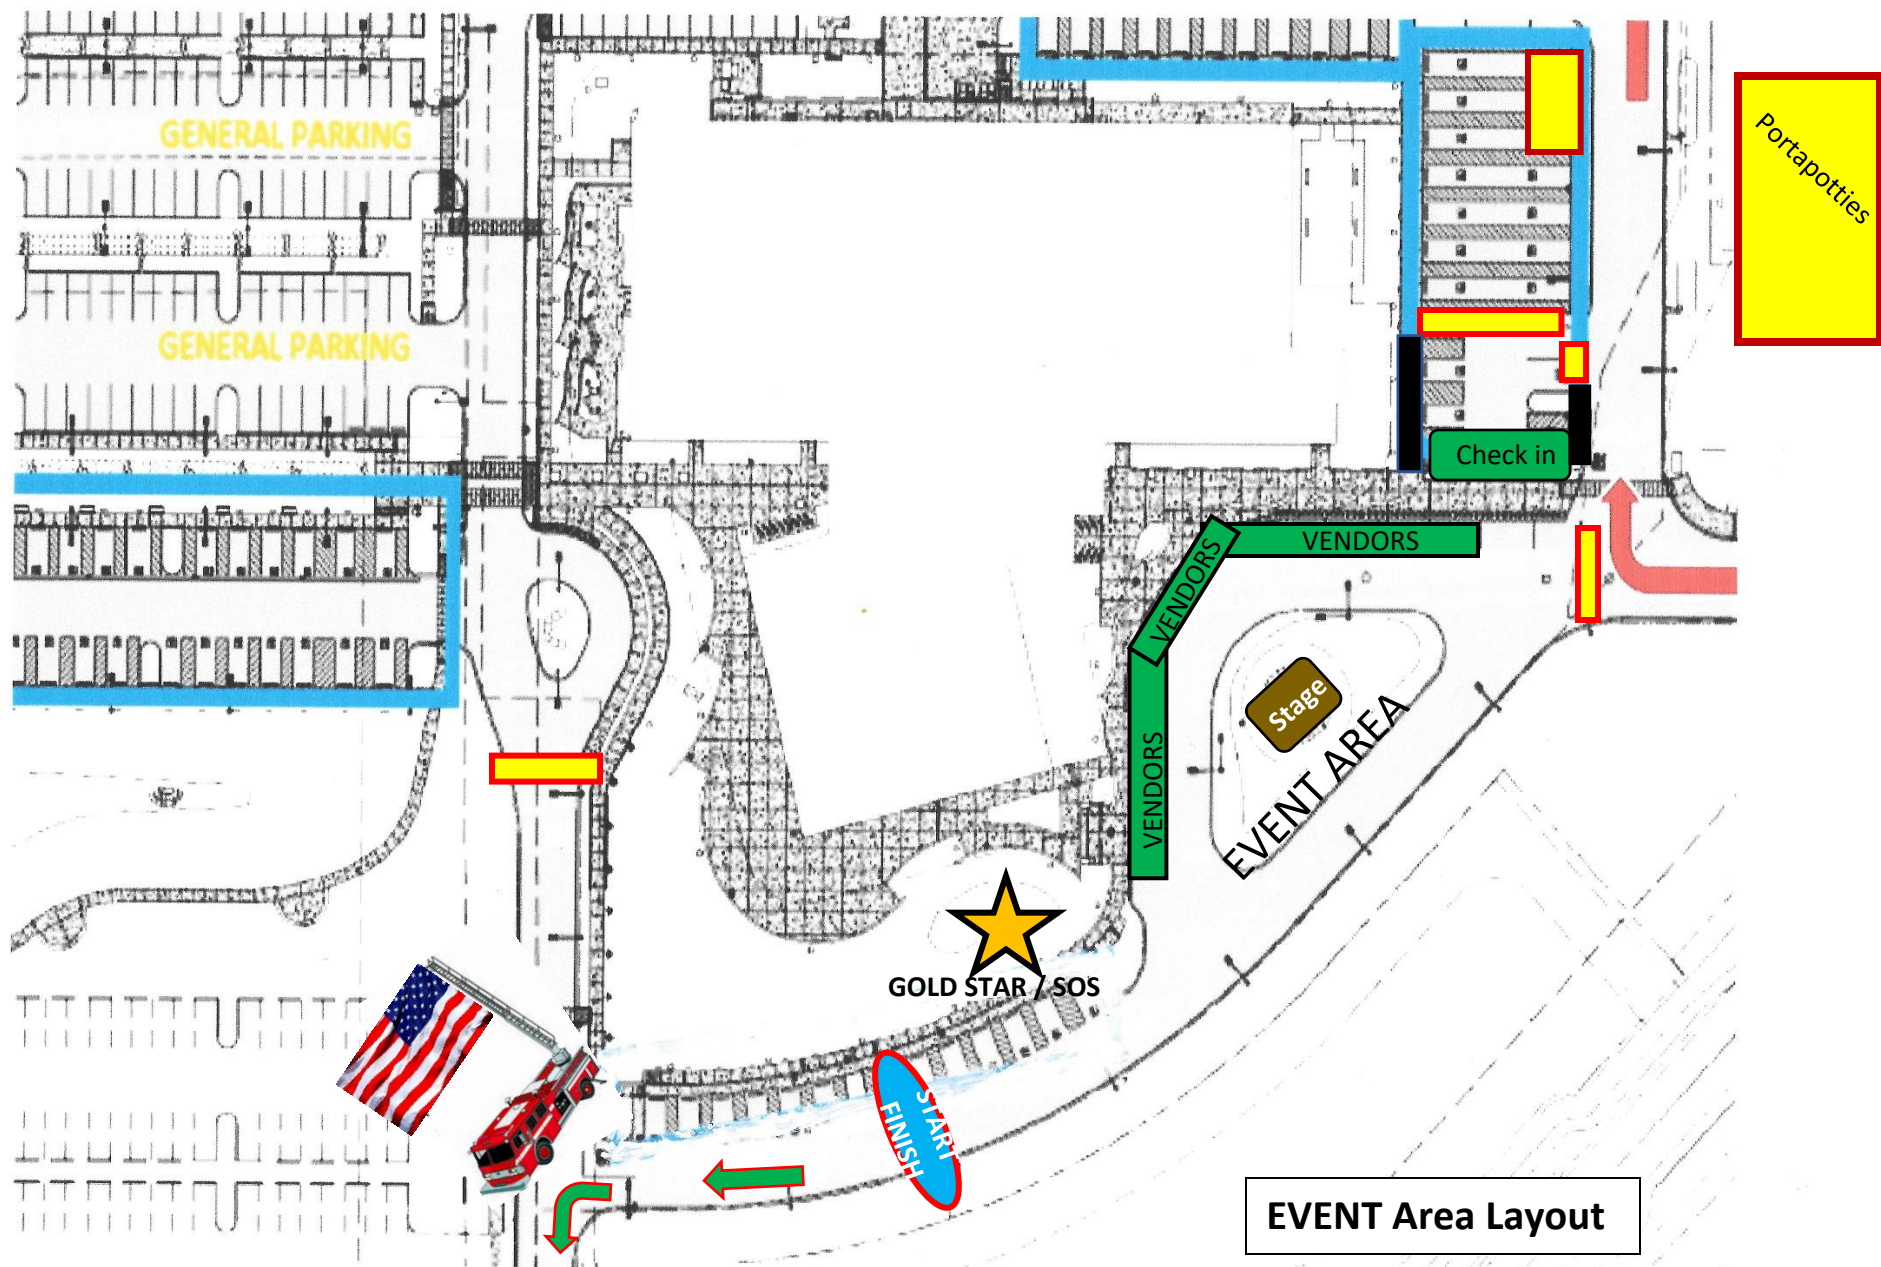 GENERAL PARKING
Portapotties
GENERAL PARKING
Check in
VENDORS
VENDORS
VENDORS
Stage
EVENT AREA
GOLD STAR / SOS
START
FINISH
EVENT Area Layout